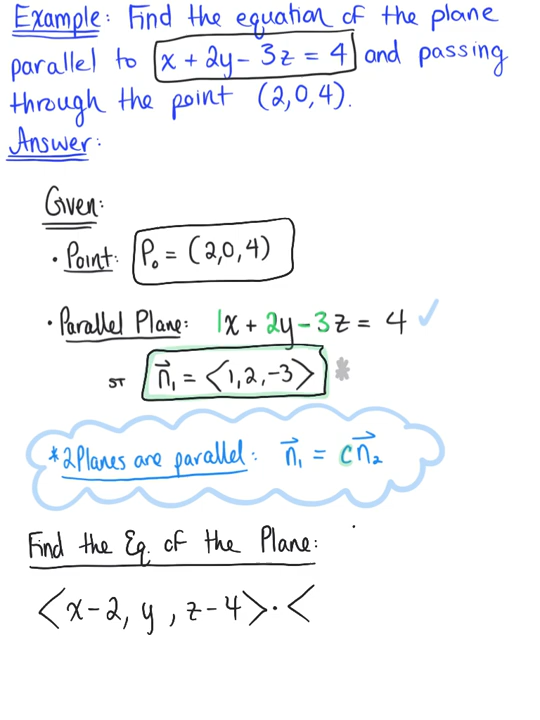 Example: Find the equation of the plane
parallel to x + 2y - 3z = 4 and passing
through the point (2,0,4).
Answer:
Given:
• Point: P₀ = (2,0,4)
• Parallel Plane: 1x + 2y - 3z = 4 ✓
ST n⃗₁ = <1,2,-3> *
*2 Planes are parallel: n⃗₁ = cn⃗₂
Find the Eq. of the Plane:
<x-2, y, z-4> · <